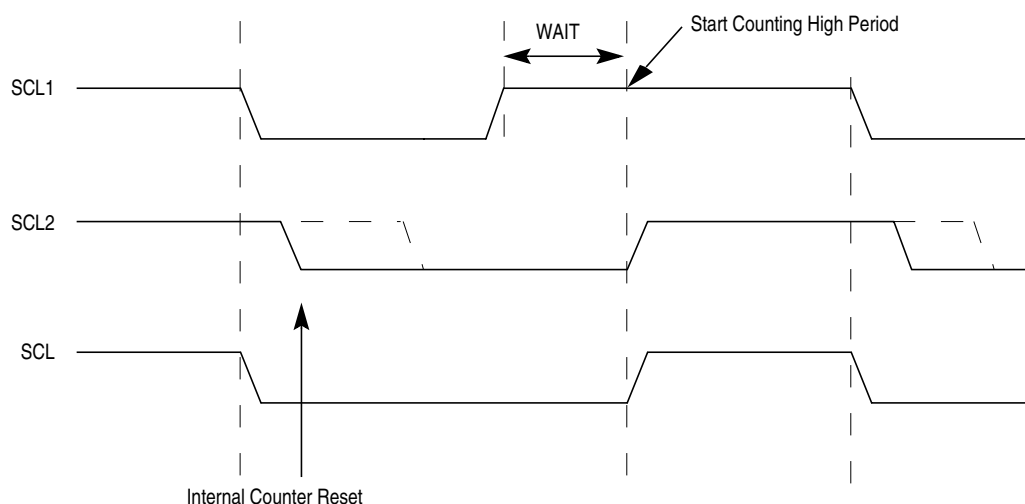 WAIT
Start Counting High Period
SCL1
SCL2
SCL
Internal Counter Reset